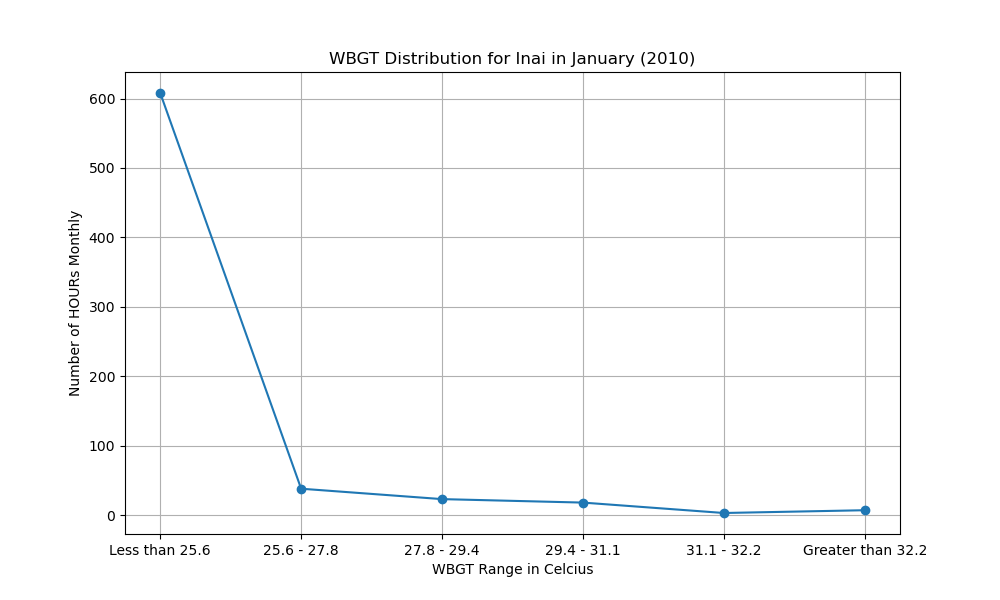 WBGT Distribution for Inai in January (2010)
Number of HOURs Monthly
600
500
400
300
200
100
0
Less than 25.6
25.6 - 27.8
27.8 - 29.4
29.4 - 31.1
31.1 - 32.2
Greater than 32.2
WBGT Range in Celcius